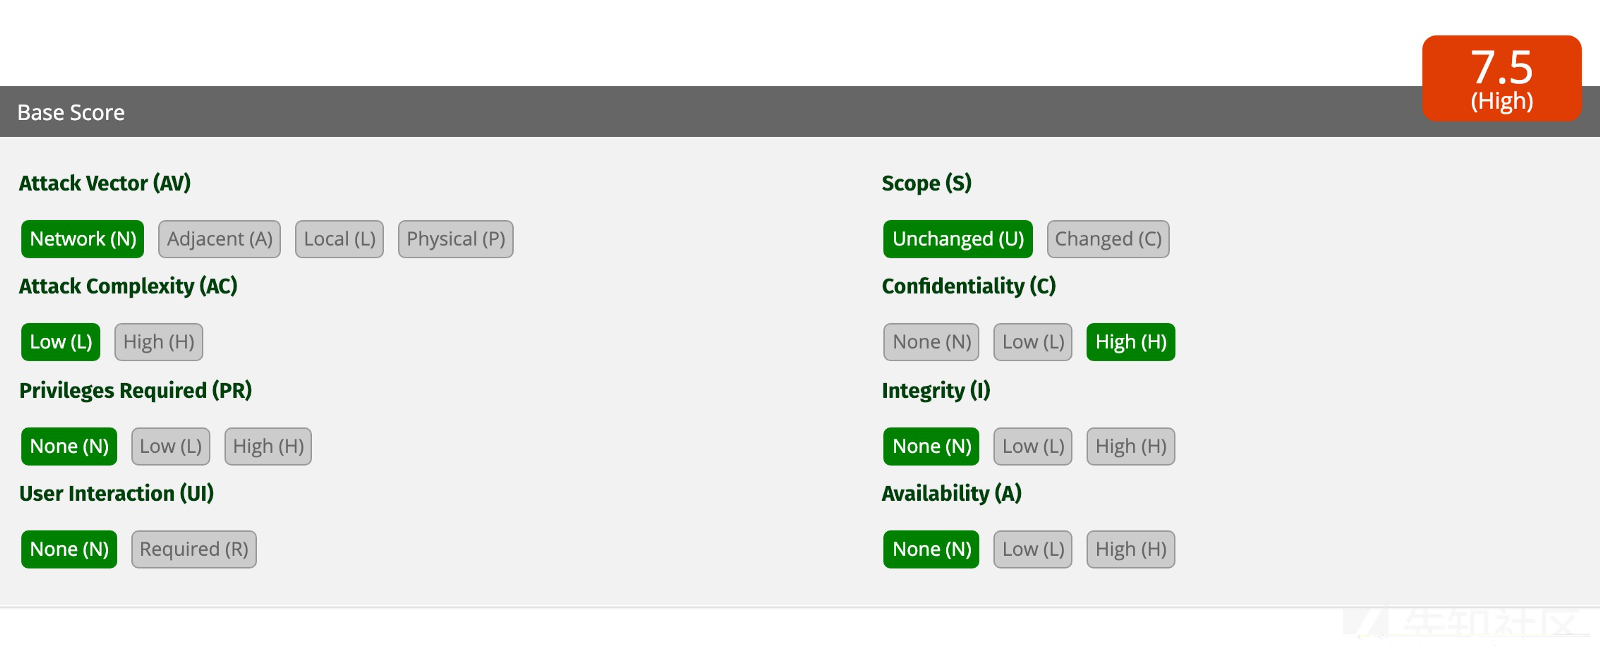 7.5
(High)
Base Score
Attack Vector (AV)
Network (N) Adjacent (A) Local (L) Physical (P)
Attack Complexity (AC)
Low (L) High (H)
Privileges Required (PR)
None (N) Low (L) High (H)
User Interaction (UI)
None (N) Required (R)
Scope (S)
Unchanged (U) Changed (C)
Confidentiality (C)
None (N) Low (L) High (H)
Integrity (I)
None (N) Low (L) High (H)
Availability (A)
None (N) Low (L) High (H)
先知社区